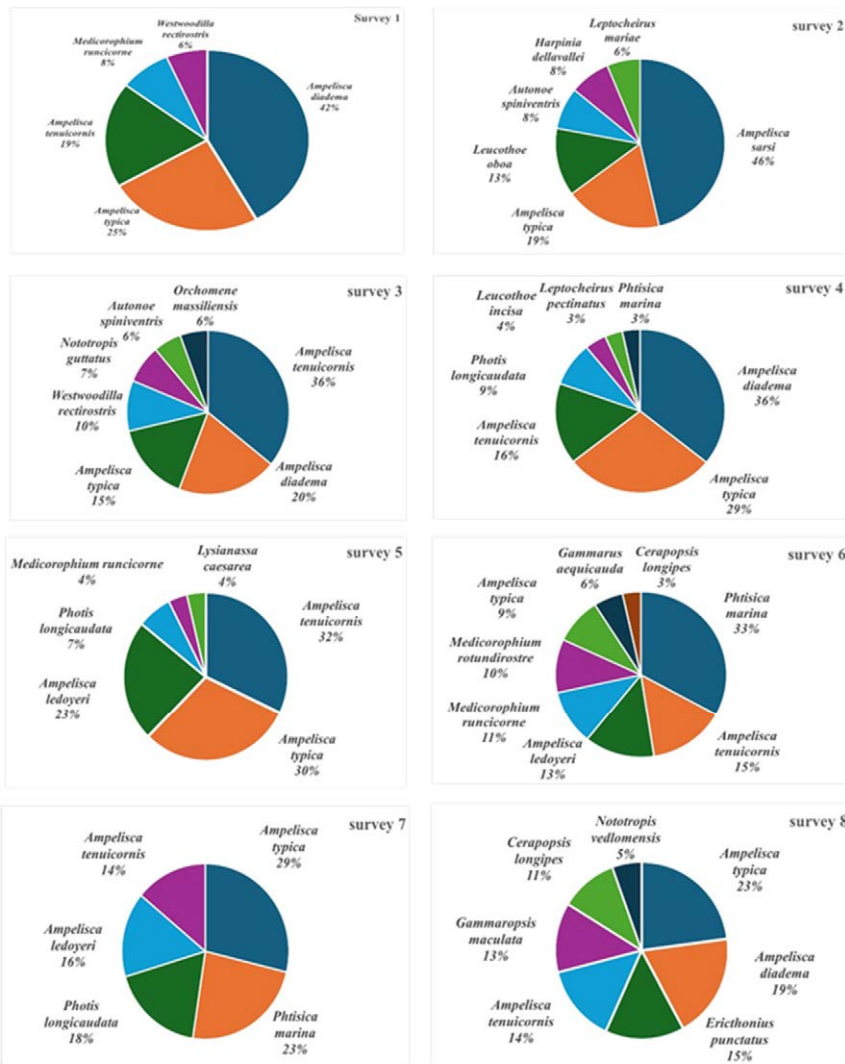 Survey 1
Westwoodilla
rectirostris
6%
Medicorophium
runcicorne
8%
Ampelisca
tenuicornis
19%
Ampelisca
typica
25%
Ampeliscu
diadema
42%
survey 2
Leptocheirus
mariae
6%
Harpinia
dellavallei
8%
Autonoe
spiniventris
8%
Leucothoe
oboa
13%
Ampelisca
typica
19%
Ampelisca
sarsi
46%
survey 3
Orchomene
massiliensis
6%
Autonoe
spiniventris
6%
Nototropis
guttatus
7%
Westwoodilla
rectirostris
10%
Ampelisca
typica
15%
Ampelisca
diadema
20%
Ampelisca
tenuicornis
36%
survey 4
Phtisica
marina
3%
Leptocheirus
pectinatus
3%
Leucothoe
incisa
4%
Photis
longicaudata
9%
Ampelisca
tenuicornis
16%
Ampelisca
typica
29%
Ampelisca
diadema
36%
survey 5
Lysianassa
caesarea
4%
Medicorophium runcicorne
4%
Photis
longicaudata
7%
Ampelisca
ledoyeri
23%
Ampelisca
typica
30%
Ampelisca
tenuicornis
32%
survey 6
Cerapopsis
longipes
3%
Gammarus
aequicauda
6%
Ampelisca
typica
9%
Medicorophium
rotundirostre
10%
Medicorophium
runcicorne
11%
Ampelisca
ledoyeri
13%
Ampelisca
tenuicornis
15%
Phtisica
marina
33%
survey 7
Ampelisca
tenuicornis
14%
Ampelisca
ledoyeri
16%
Photis
longicaudata
18%
Phtisica
marina
23%
Ampelisca
typica
29%
survey 8
Nototropis
vedlomensis
5%
Cerapopsis
longipes
11%
Gammaropsis
maculata
13%
Ampelisca
tenuicornis
14%
Ericthonius
punctatus
15%
Ampelisca
diadema
19%
Ampelisca
typica
23%